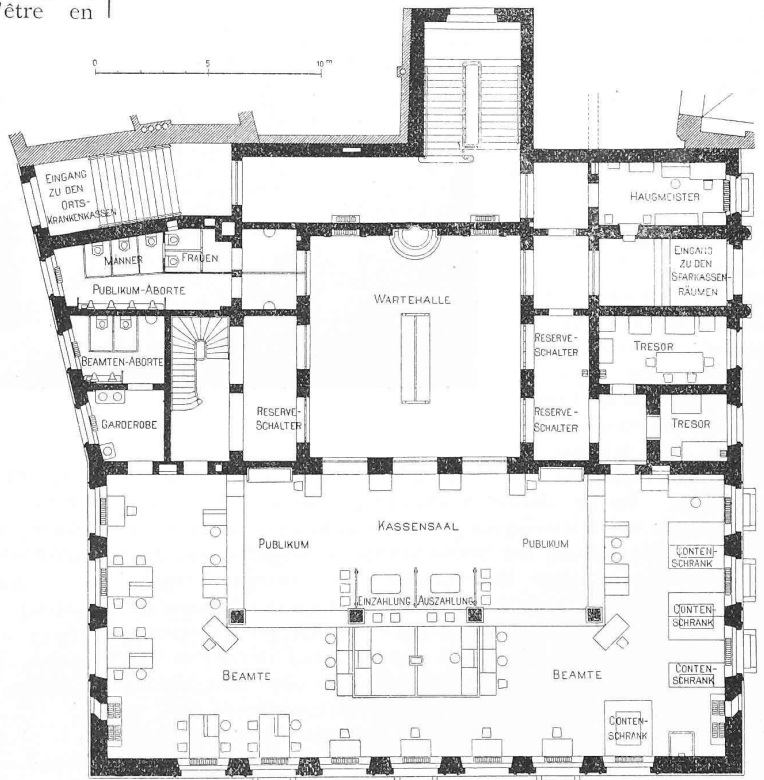 'être en
0 5 10 m
EINGANG
ZU DEN
ORTS-
KRANKENKASSEN
HAUSMEISTER
MÄNNER
FRAUEN
EINGANG
ZU DEN
SPARKASSEN-
RÄUMEN
PUBLIKUM-ABORTE
WARTEHALLE
BEAMTEN-ABORTE
RESERVE-
SCHALTER
TRESOR
GARDEROBE
RESERVE-
SCHALTER
RESERVE-
SCHALTER
TRESOR
PUBLIKUM
KASSENSAAL
PUBLIKUM
CONTEN-
SCHRANK
EINZAHLUNG
AUSZAHLUNG
CONTEN-
SCHRANK
BEAMTE
BEAMTE
CONTEN-
SCHRANK
CONTEN-
SCHRANK